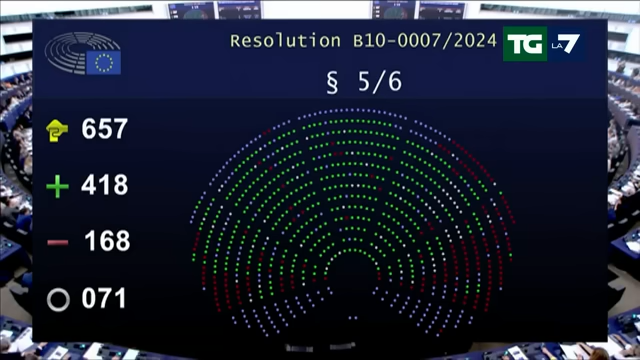 Resolution B10-0007/2024
TG LA7
§ 5/6
657
+ 418
− 168
071